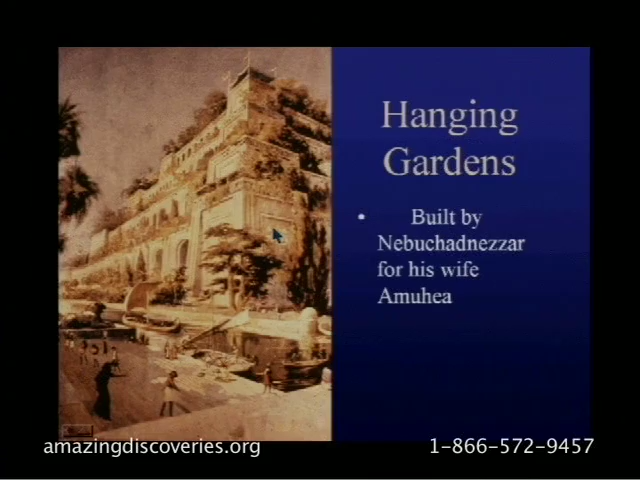 Hanging
Gardens
• Built by
Nebuchadnezzar
for his wife
Amuhea
amazingdiscoveries.org
1-866-572-9457